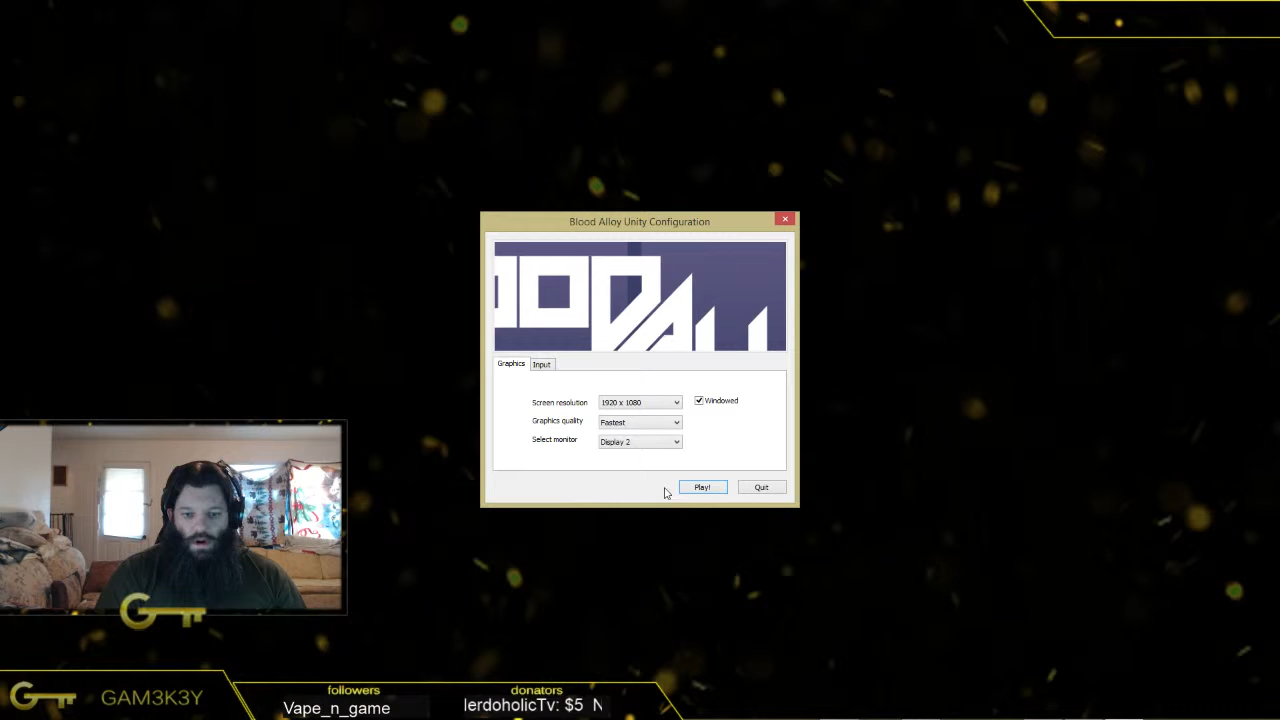 Blood Alloy Unity Configuration
Graphics
Input
Screen resolution
1920 x 1080
Windowed
Graphics quality
Fastest
Select monitor
Display 2
Play!
Quit
GAM3K3Y
followers
Vape_n_game
donators
lerdoholicTv: $5 N